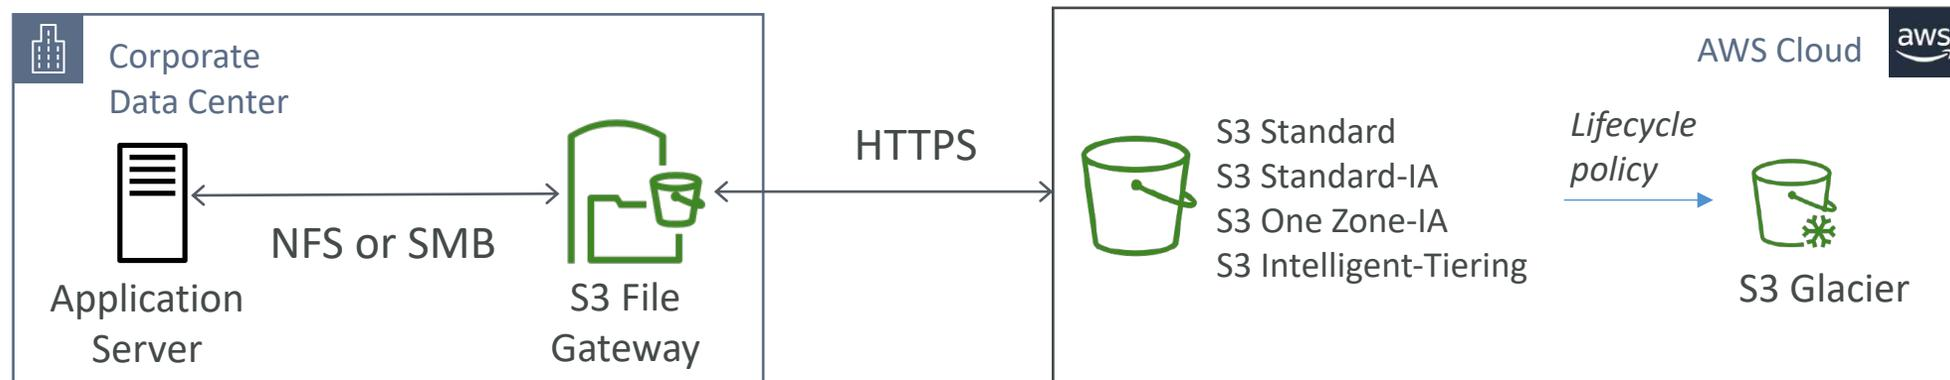 Corporate
Data Center
AWS Cloud
aws
HTTPS
S3 Standard
S3 Standard-IA
S3 One Zone-IA
S3 Intelligent-Tiering
Lifecycle
policy
NFS or SMB
Application
Server
S3 File
Gateway
S3 Glacier